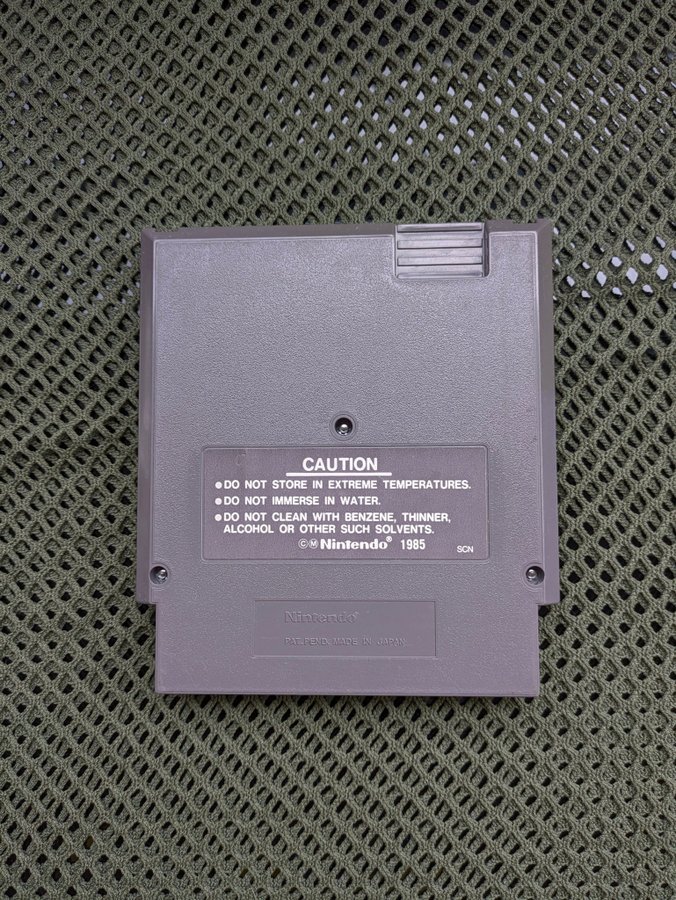 CAUTION
●DO NOT STORE IN EXTREME TEMPERATURES.
●DO NOT IMMERSE IN WATER.
●DO NOT CLEAN WITH BENZENE, THINNER,
ALCOHOL OR OTHER SUCH SOLVENTS.
ⒸⓂ Nintendo® 1985 SCN
Nintendo®
PAT.PEND.MADE IN JAPAN